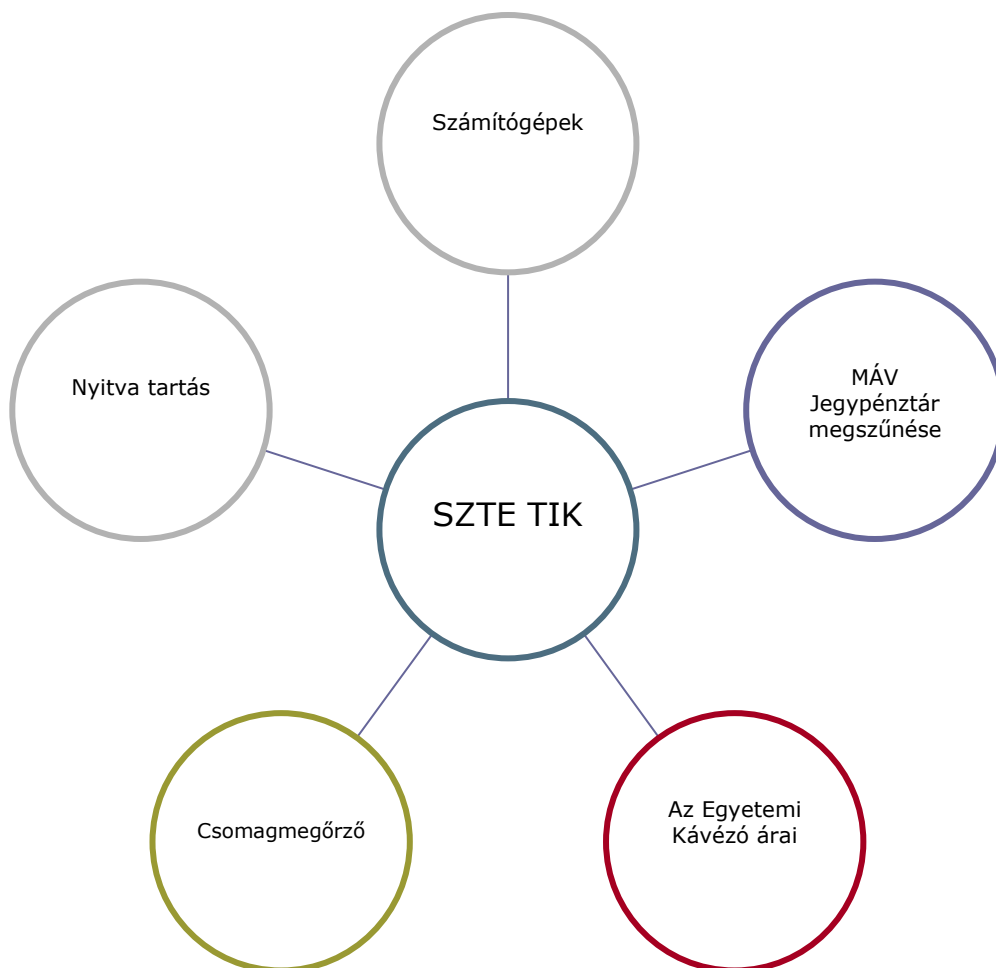 Számítógépek
Nyitva tartás
MÁV
Jegypénztár
megszűnése
SZTE TIK
Csomagmegőrző
Az Egyetemi
Kávézó árai